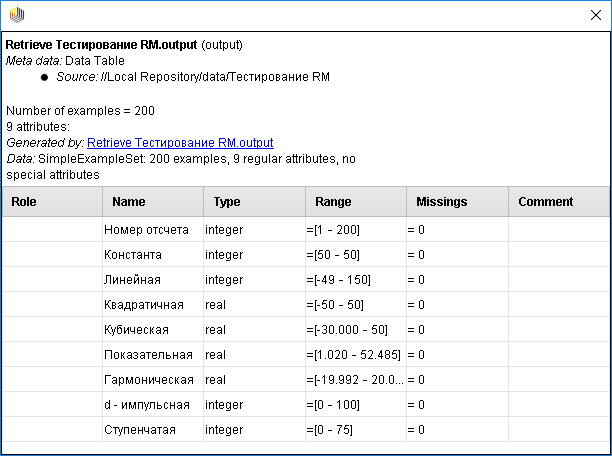 Retrieve Тестирование RM.output (output)
Meta data: Data Table
● Source: //Local Repository/data/Тестирование RM
Number of examples = 200
9 attributes:
Generated by: Retrieve Тестирование RM.output
Data: SimpleExampleSet: 200 examples, 9 regular attributes, no
special attributes
Role Name Type Range Missings Comment
Номер отсчета integer =[1 - 200] = 0
Константа integer =[50 - 50] = 0
Линейная integer =[-49 - 150] = 0
Квадратичная real =[-50 - 50] = 0
Кубическая real =[-30.000 - 50] = 0
Показательная real =[1.020 - 52.485] = 0
Гармоническая real =[-19.992 - 20.0... = 0
d - импульсная integer =[0 - 100] = 0
Ступенчатая integer =[0 - 75] = 0